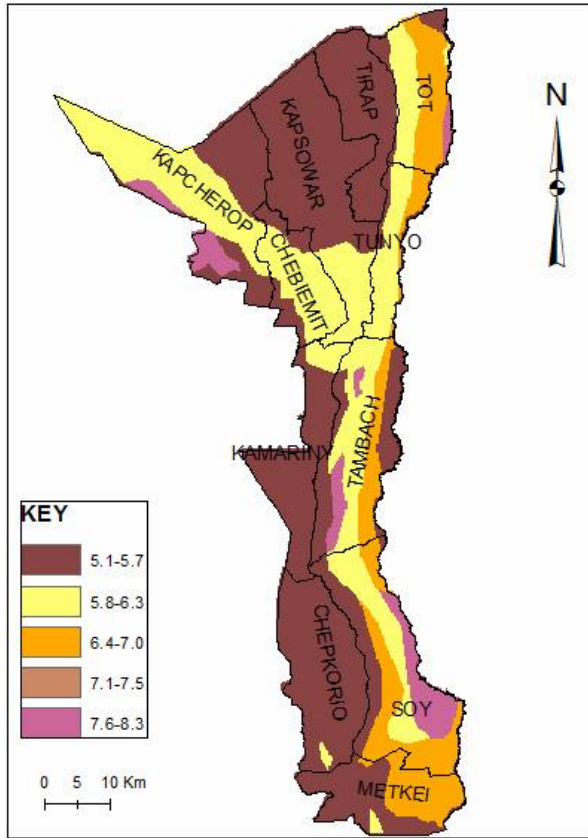 TIRAP
TOT
N
KAPSOWAR
KAPCHEROP
TUNYO
CHEBIEMIT
TAMBACH
KAMARINY
KEY
5.1-5.7
5.8-6.3
6.4-7.0
7.1-7.5
7.6-8.3
CHEPKORIO
SOY
METKEI
0 5 10 Km